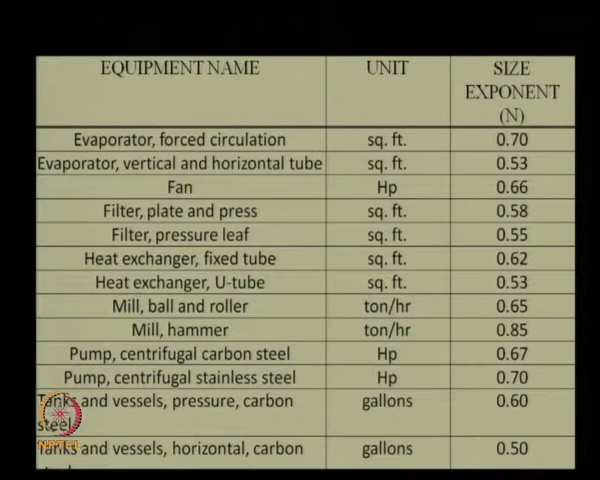 EQUIPMENT NAME UNIT SIZE
EXPONENT
(N)
Evaporator, forced circulation sq. ft. 0.70
Evaporator, vertical and horizontal tube sq. ft. 0.53
Fan Hp 0.66
Filter, plate and press sq. ft. 0.58
Filter, pressure leaf sq. ft. 0.55
Heat exchanger, fixed tube sq. ft. 0.62
Heat exchanger, U-tube sq. ft. 0.53
Mill, ball and roller ton/hr 0.65
Mill, hammer ton/hr 0.85
Pump, centrifugal carbon steel Hp 0.67
Pump, centrifugal stainless steel Hp 0.70
Tanks and vessels, pressure, carbon gallons 0.60
steel
NPTEL
Tanks and vessels, horizontal, carbon gallons 0.50